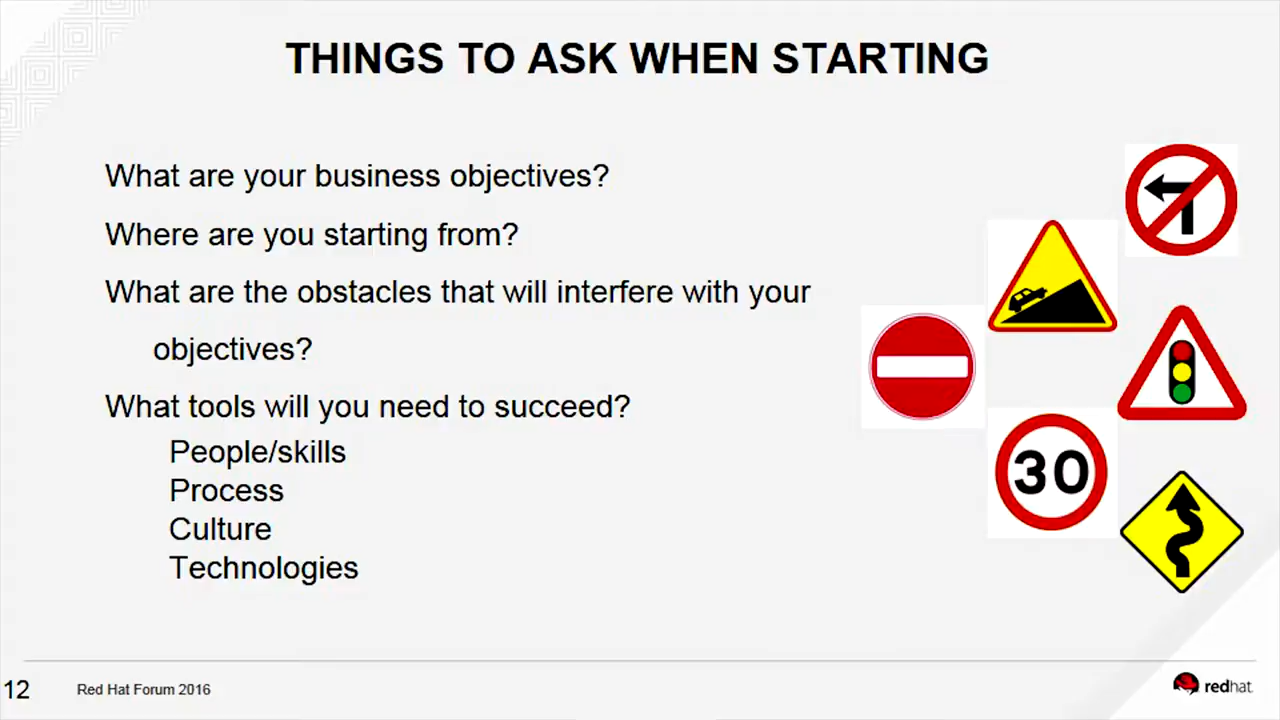 THINGS TO ASK WHEN STARTING
What are your business objectives?
Where are you starting from?
What are the obstacles that will interfere with your
objectives?
What tools will you need to succeed?
People/skills
Process
Culture
Technologies
30
12
Red Hat Forum 2016
redhat.